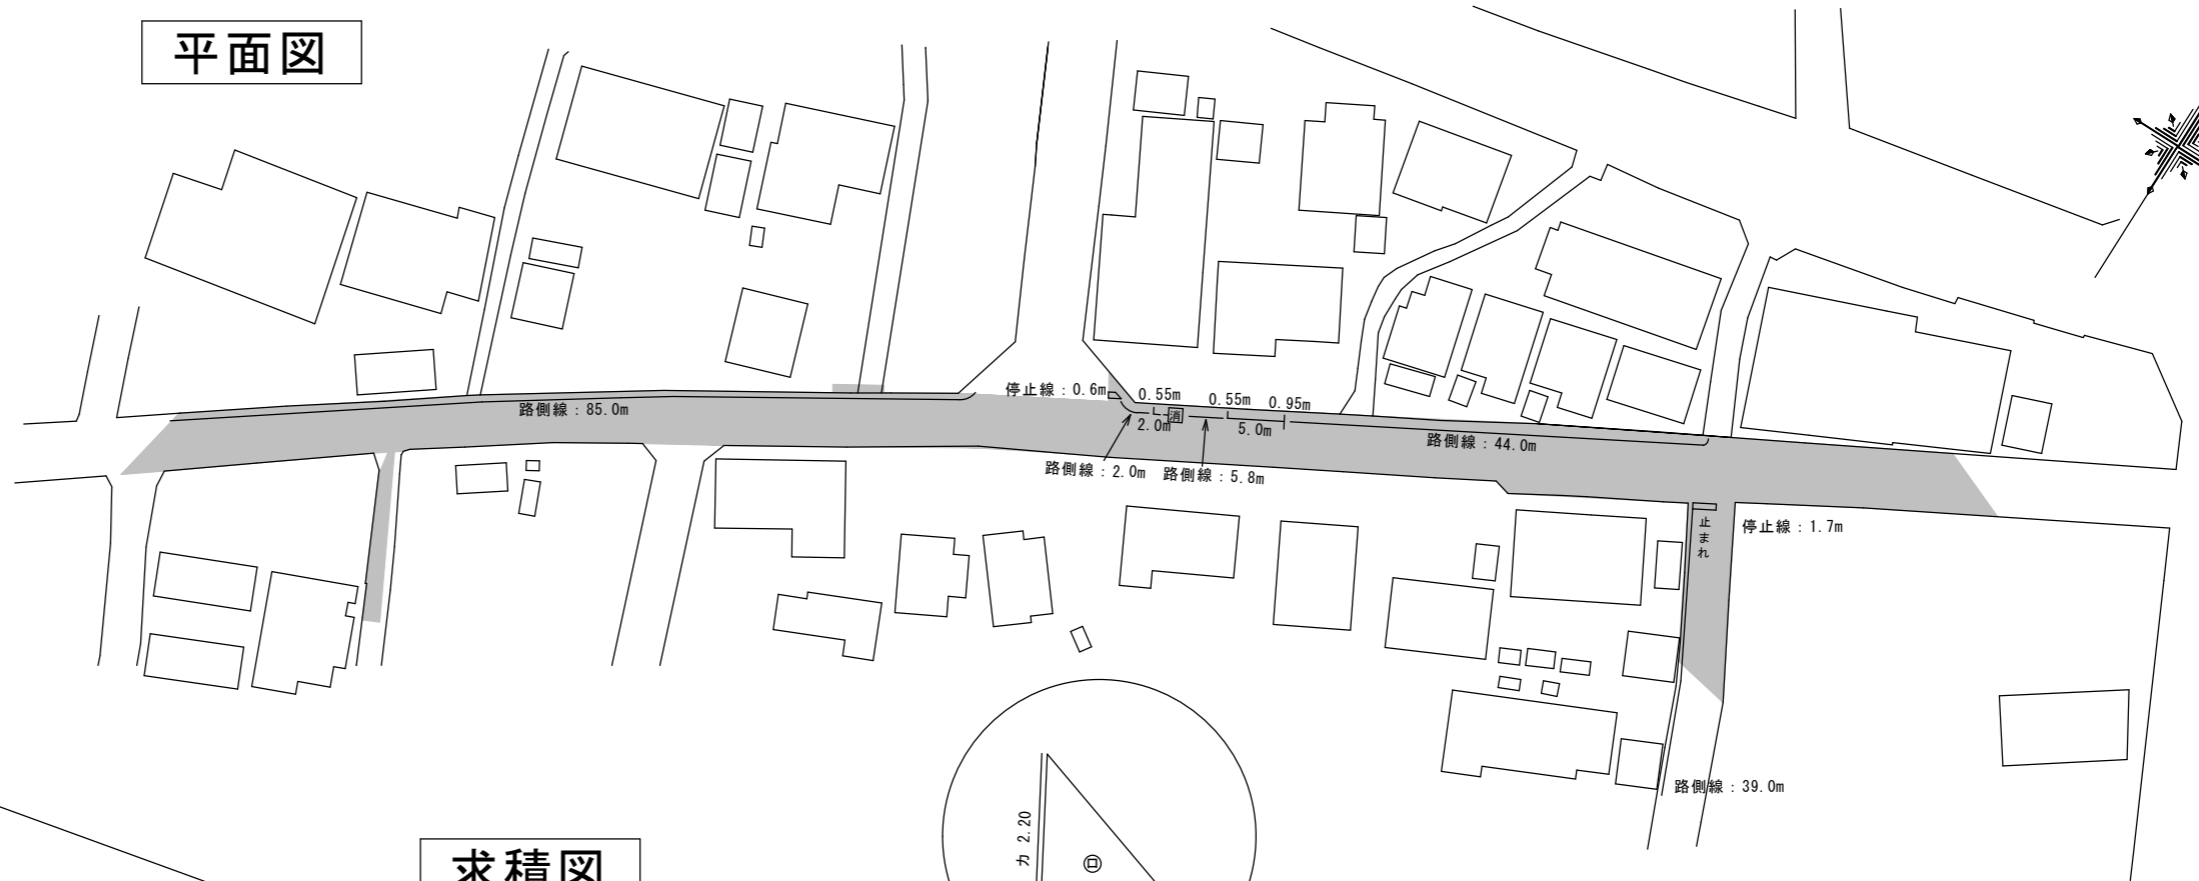 平面図
停止線：0.6m
0.55m
0.55m
0.95m
路側線：85.0m
消
2.0m
5.0m
路側線：44.0m
路側線：2.0m
路側線：5.8m
止まれ
停止線：1.7m
路側線：39.0m
カ 2.20
ロ
求積図